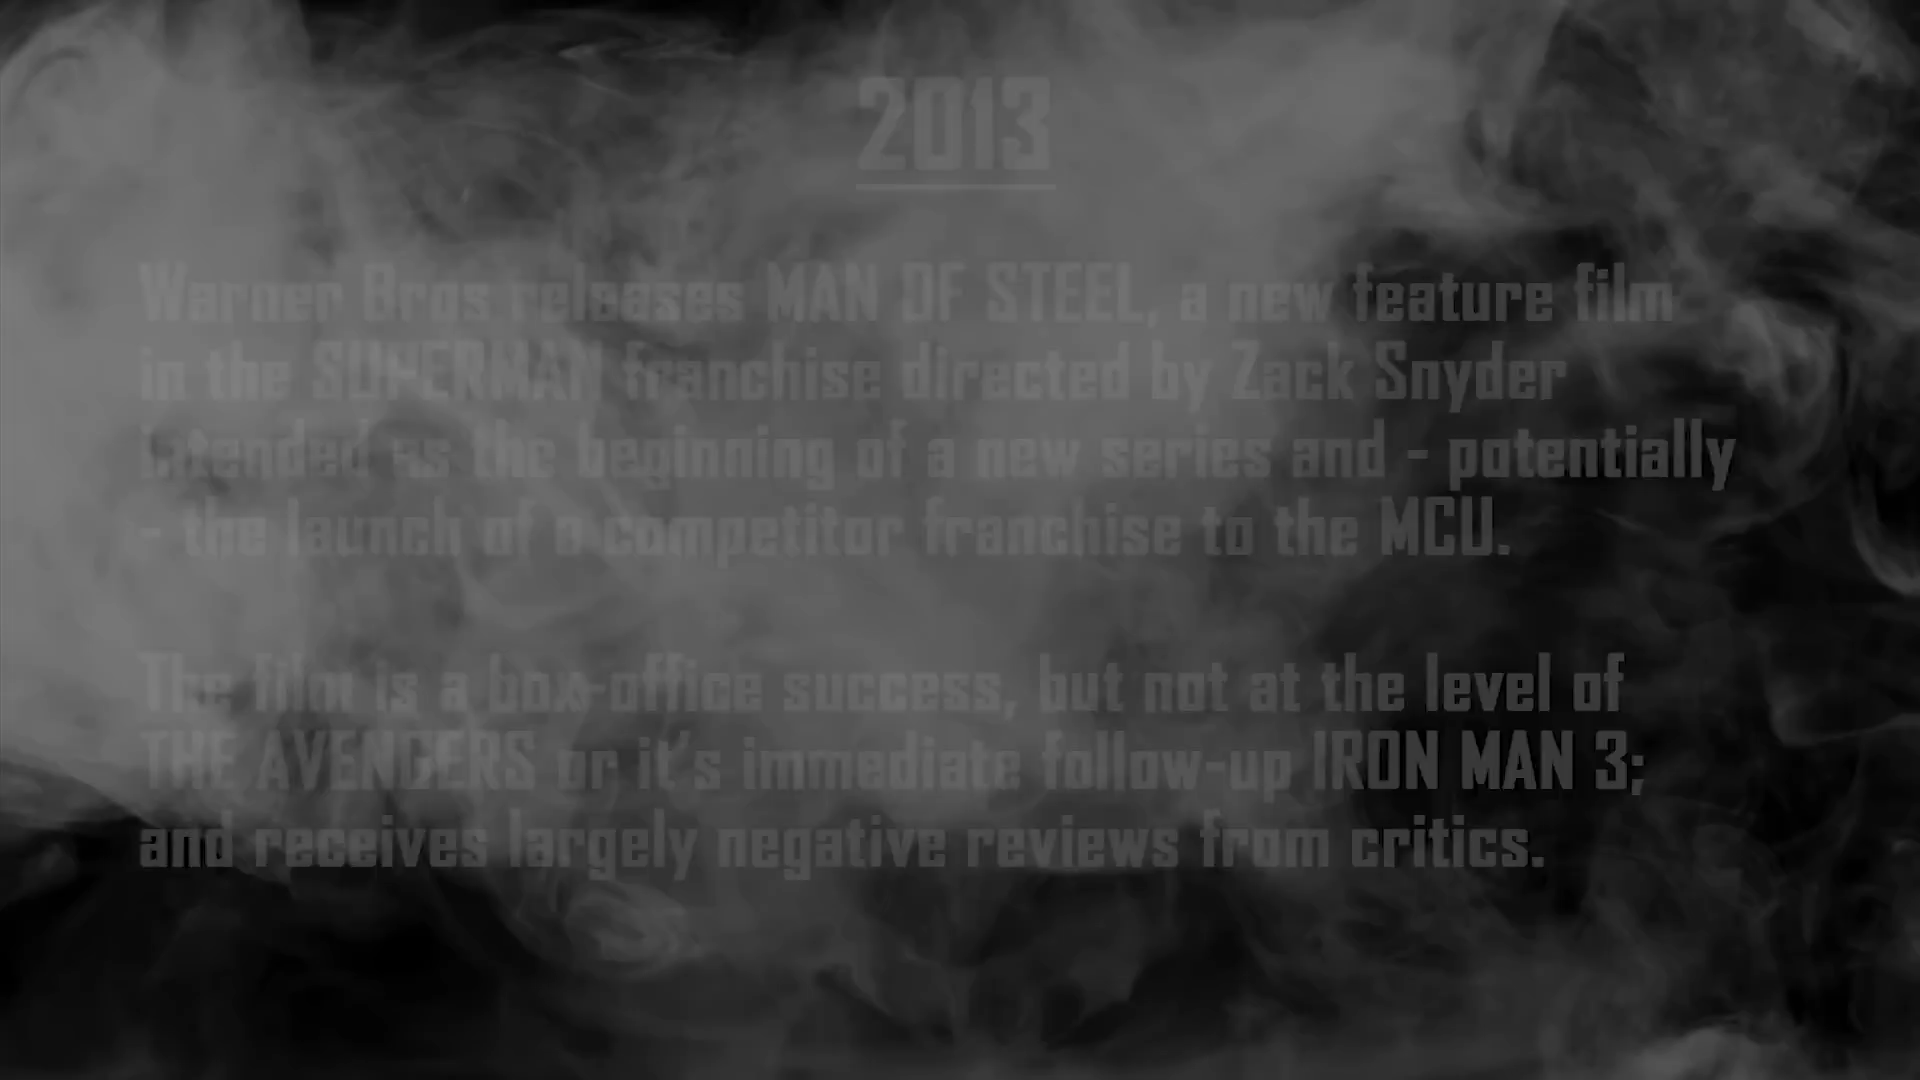 2013
Warner Bros releases MAN OF STEEL, a new feature film
in the SUPERMAN franchise directed by Zack Snyder
intended as the beginning of a new series and - potentially
- the launch of a competitor franchise to the MCU.
The film is a box-office success, but not at the level of
THE AVENGERS or it's immediate follow-up IRON MAN 3;
and receives largely negative reviews from critics.